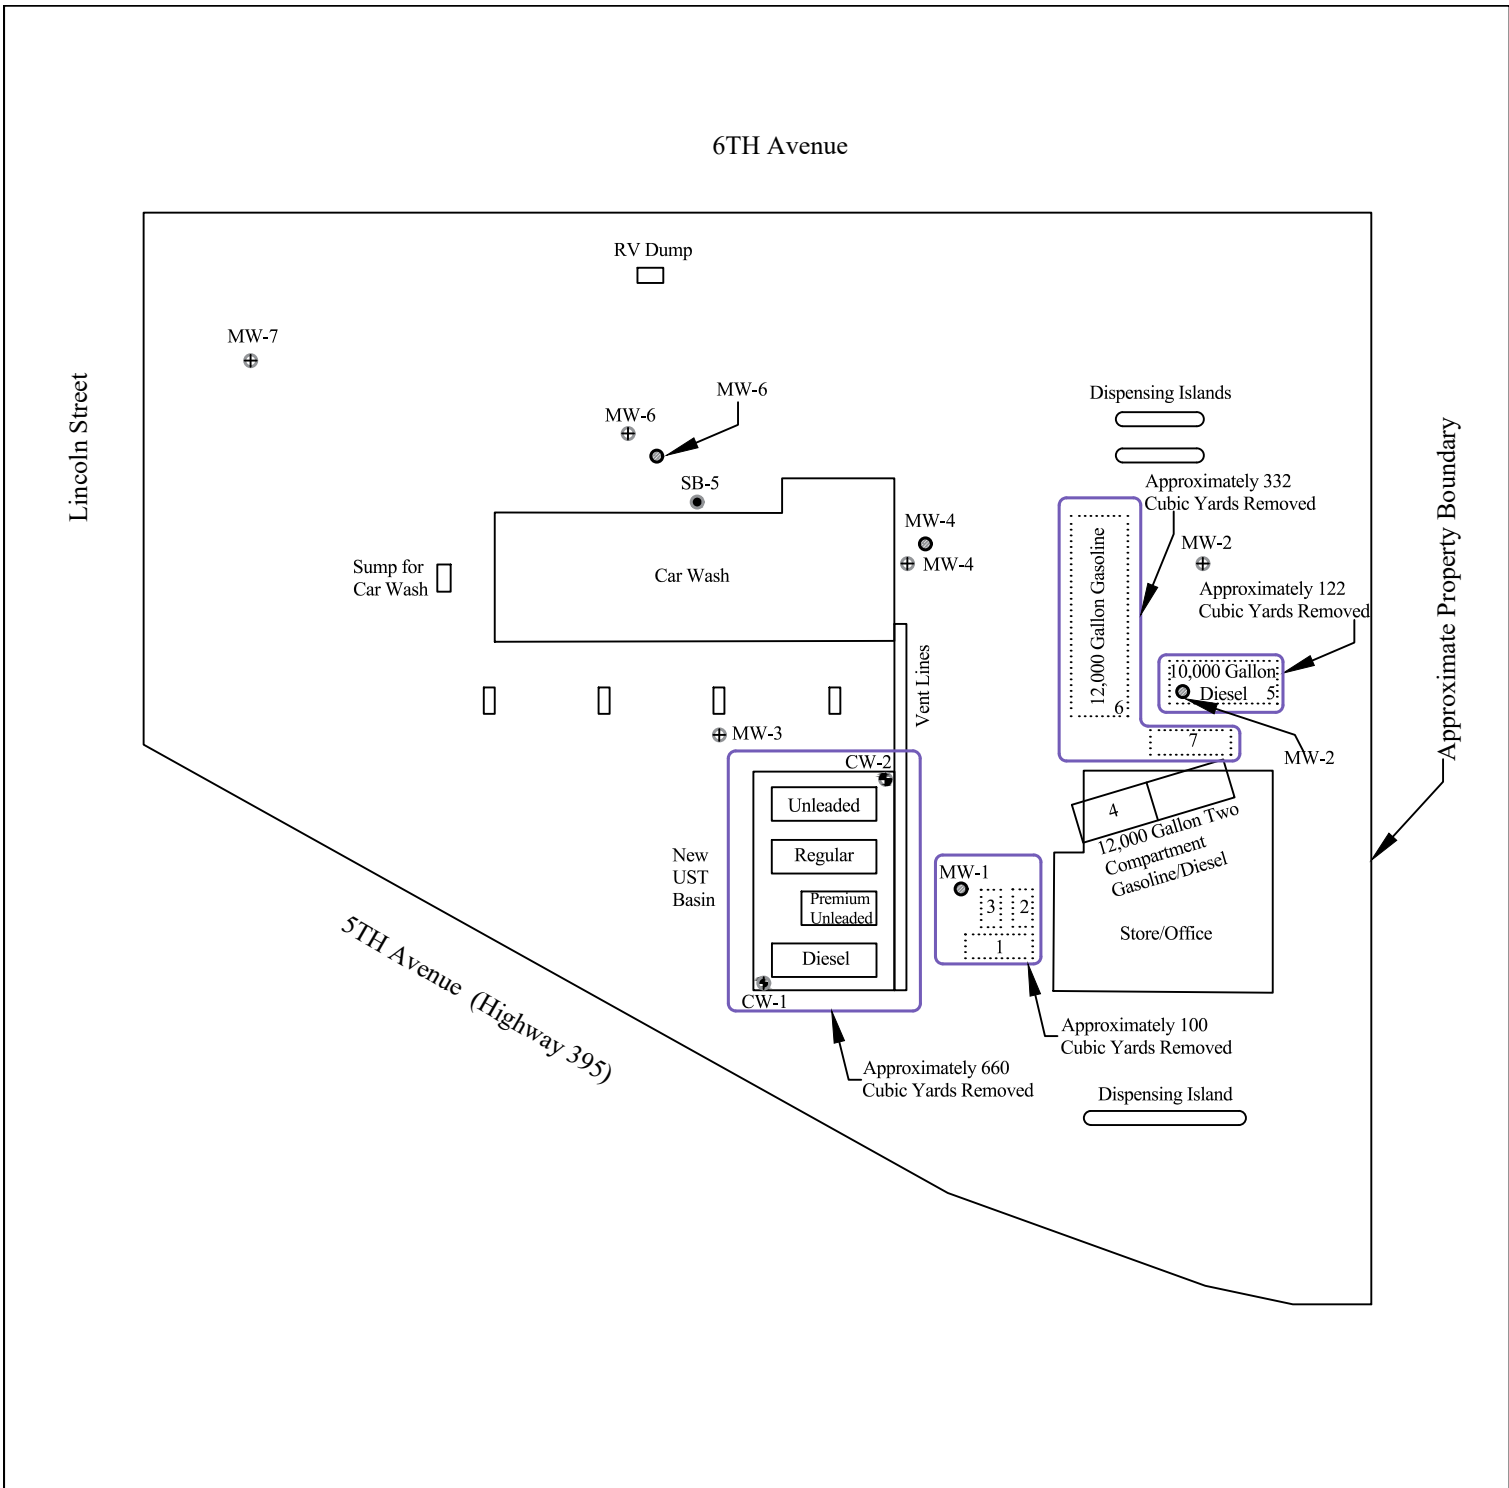 6TH Avenue
RV Dump
MW-7
Lincoln Street
MW-6
MW-6
SB-5
Dispensing Islands
Approximately 332
Cubic Yards Removed
MW-4
MW-4
MW-2
Approximately 122
Cubic Yards Removed
Approximate Property Boundary
Sump for
Car Wash
Car Wash
12,000 Gallon Gasoline
6
10,000 Gallon
Diesel 5
Vent Lines
MW-3
7
MW-2
CW-2
Unleaded
Regular
Premium
Unleaded
Diesel
CW-1
New
UST
Basin
4
12,000 Gallon Two
Compartment
Gasoline/Diesel
MW-1
3 2
1
Store/Office
5TH Avenue (Highway 395)
Approximately 100
Cubic Yards Removed
Approximately 660
Cubic Yards Removed
Dispensing Island